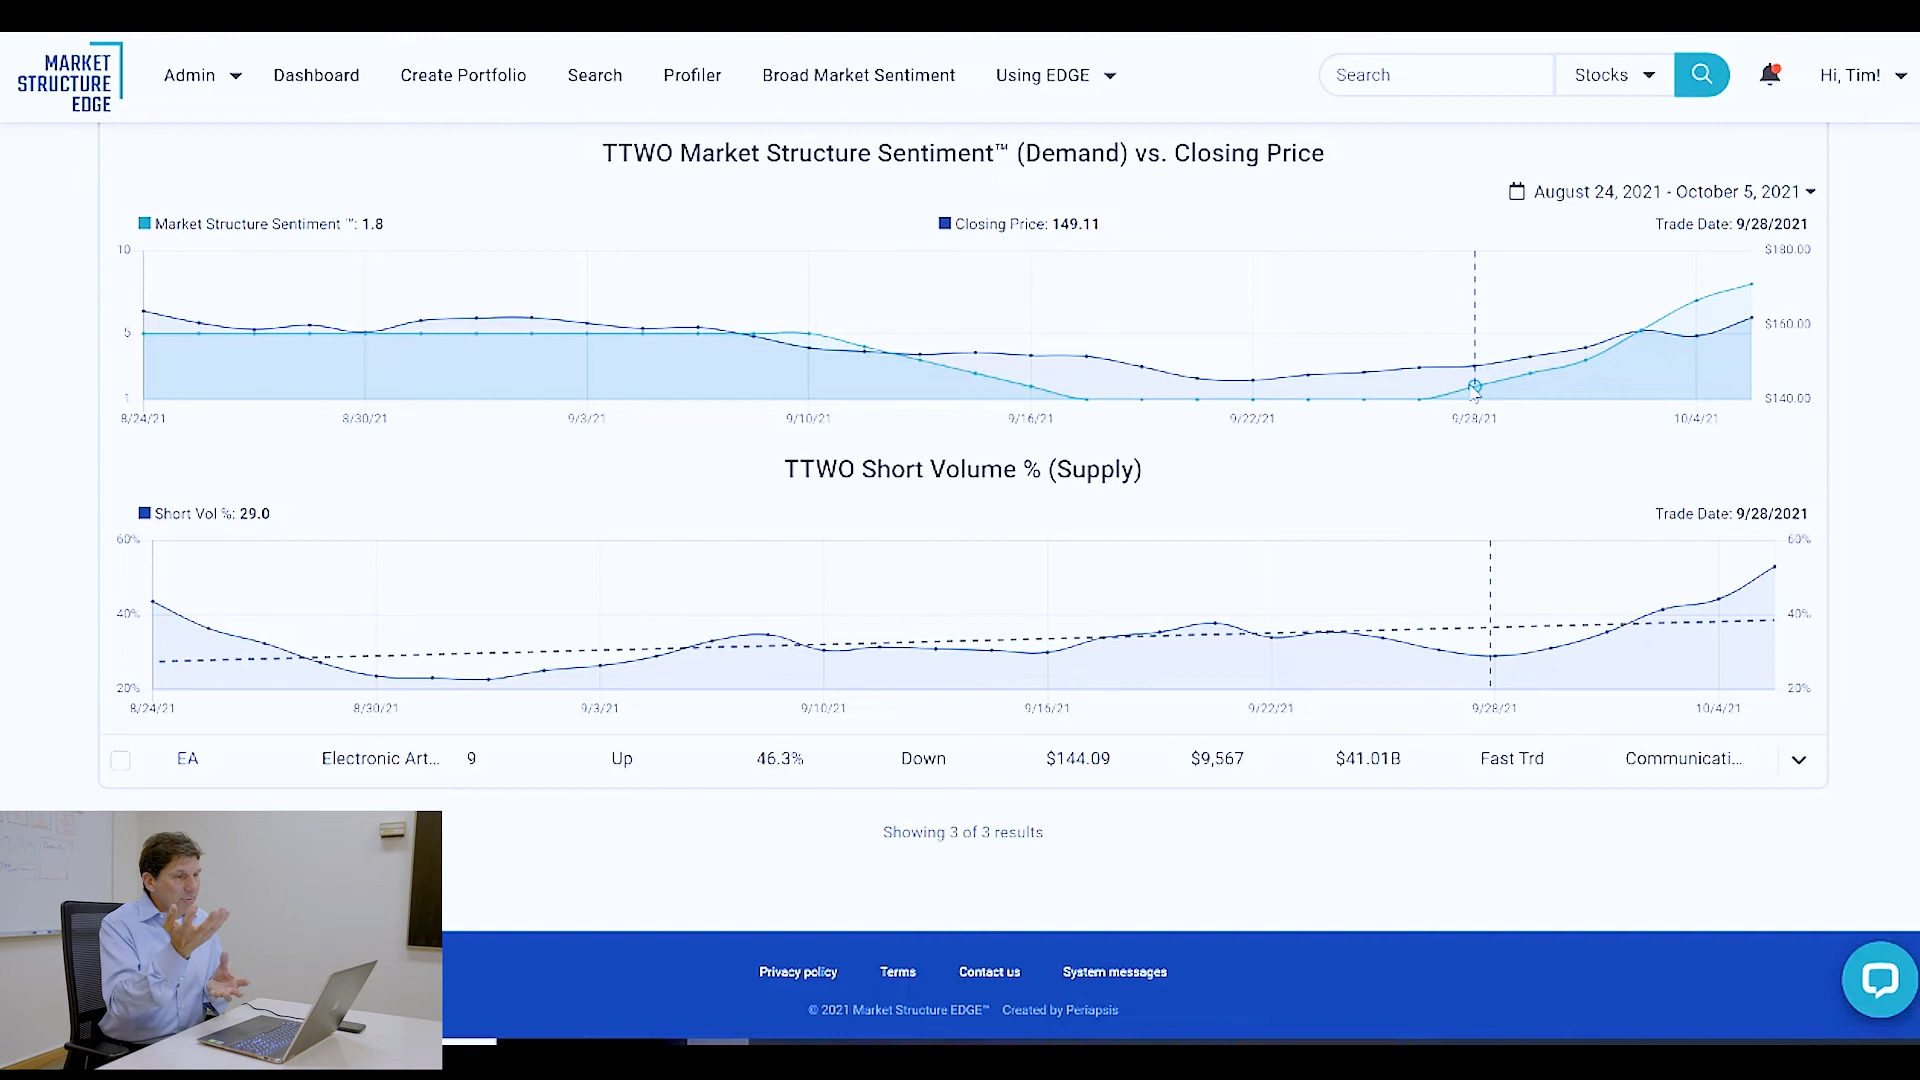 MARKET
STRUCTURE
EDGE
Admin Dashboard Create Portfolio Search Profiler Broad Market Sentiment Using EDGE Search Stocks Hi, Tim!
TTWO Market Structure Sentiment™ (Demand) vs. Closing Price
August 24, 2021 - October 5, 2021
Market Structure Sentiment ™: 1.8 Closing Price: 149.11 Trade Date: 9/28/2021
10 $180.00
5 $160.00
1 $140.00
8/24/21 8/30/21 9/3/21 9/10/21 9/16/21 9/22/21 9/28/21 10/4/21
TTWO Short Volume % (Supply)
Short Vol %: 29.0 Trade Date: 9/28/2021
60% 60%
40% 40%
20% 20%
8/24/21 8/30/21 9/3/21 9/10/21 9/16/21 9/22/21 9/28/21 10/4/21
EA Electronic Art... 9 Up 46.3% Down $144.09 $9,567 $41.01B Fast Trd Communicati...
Showing 3 of 3 results
Privacy policy Terms Contact us System messages
© 2021 Market Structure EDGE™ Created by Periapsis